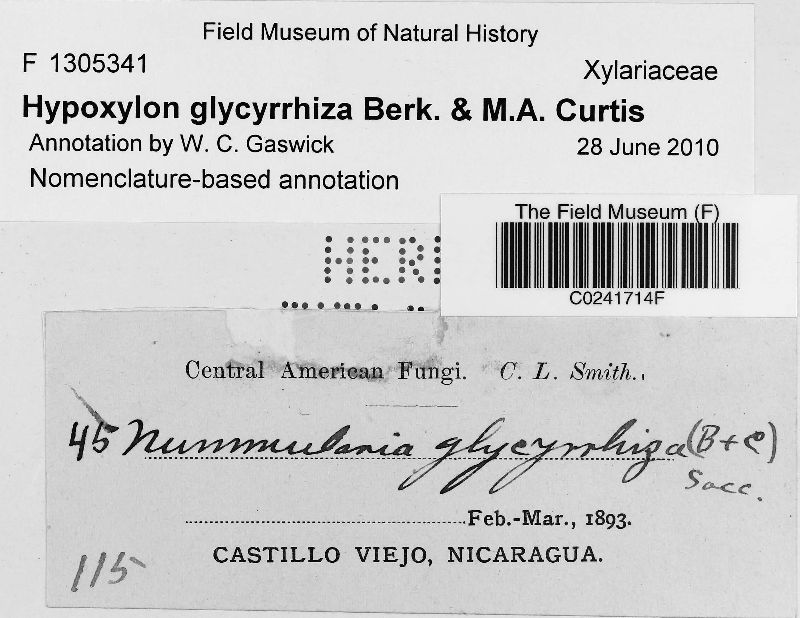 Field Museum of Natural History
F 1305341
Xylariaceae
Hypoxylon glycyrrhiza Berk. & M.A. Curtis
Annotation by W. C. Gaswick
28 June 2010
Nomenclature-based annotation
The Field Museum (F)
C0241714F
HER
Central American Fungi. C. L. Smith.
45 Nummularia glycyrrhiza (B + C)
Sacc.
Feb.-Mar., 1893.
CASTILLO VIEJO, NICARAGUA.
115